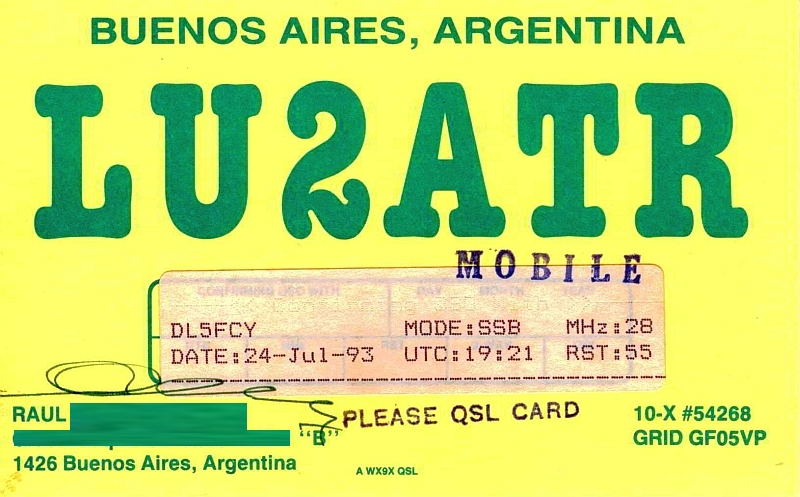 BUENOS AIRES, ARGENTINA
LU2ATR
MOBILE
DL5FCY MODE:SSB MHz:28
DATE:24-Jul-93 UTC:19:21 RST:55
PLEASE QSL CARD
RAUL
"B"
1426 Buenos Aires, Argentina
10-X #54268
GRID GF05VP
A WX9X QSL